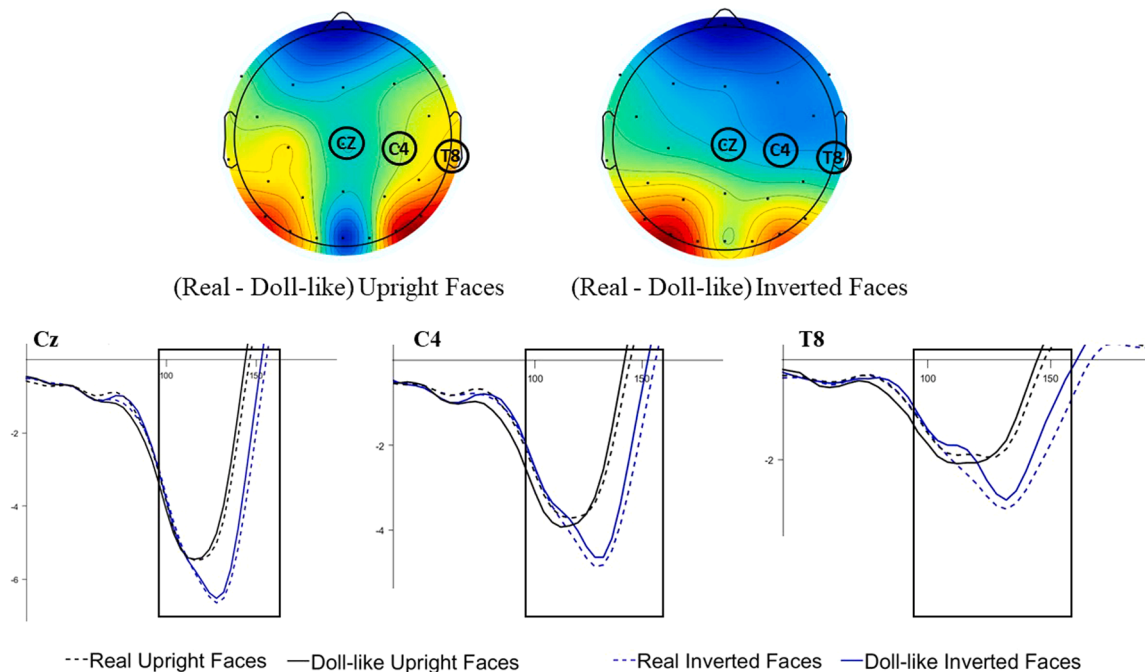 CZ C4 T8 CZ C4 T8
(Real - Doll-like) Upright Faces (Real - Doll-like) Inverted Faces
Cz C4 T8
100 150 100 150 100 150
-2 -2 -2
-4 -4
-6
Real Upright Faces Doll-like Upright Faces Real Inverted Faces Doll-like Inverted Faces